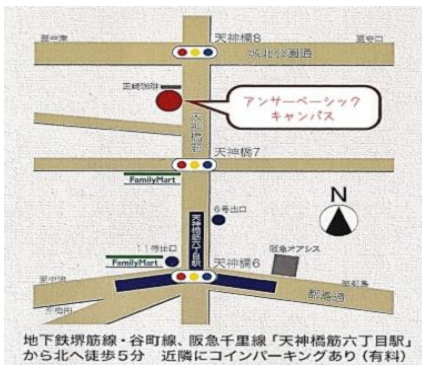 天神橋8
城北公園通
アンサーベーシック
キャンパス
天神橋筋
天神橋7
FamilyMart
天神橋筋六丁目駅
6号出口
11号出口
FamilyMart
阪急オアシス
天神橋6
都島通
N
地下鉄堺筋線・谷町線、阪急千里線「天神橋筋六丁目駅」
から北へ徒歩5分 近隣にコインパーキングあり（有料）